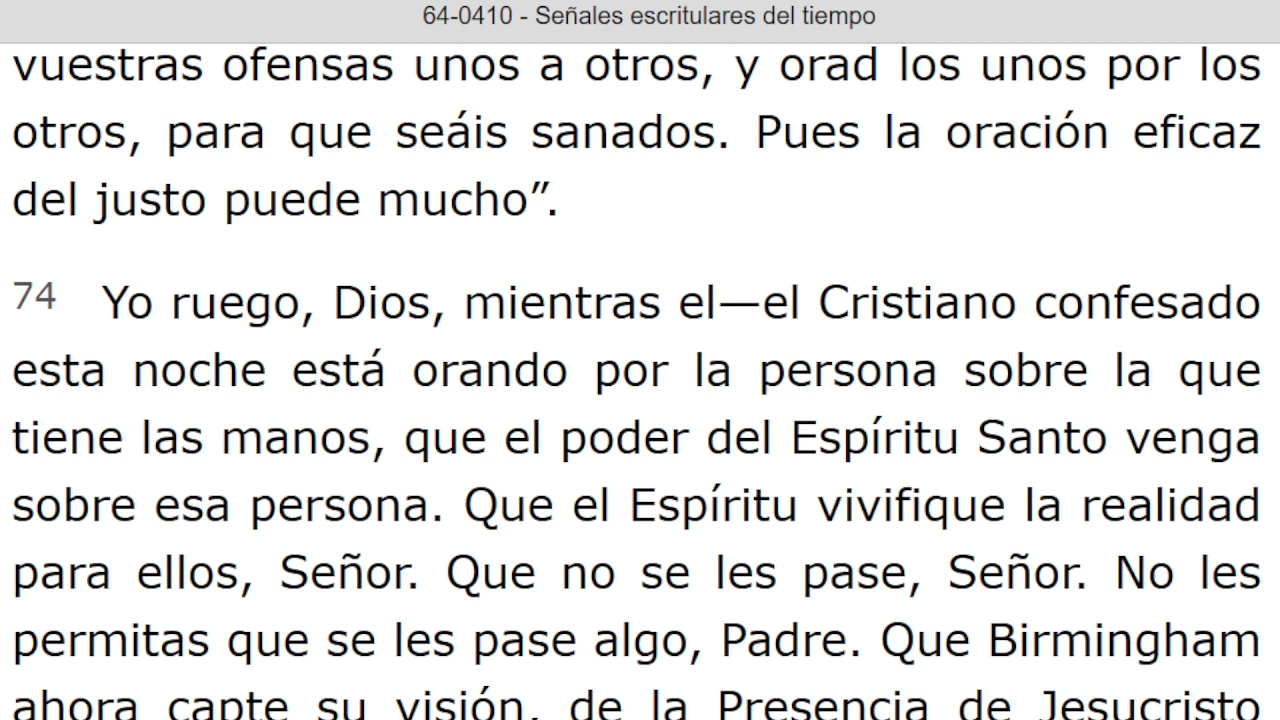 64-0410 - Señales escritulares del tiempo
vuestras ofensas unos a otros, y orad los unos por los
otros, para que seáis sanados. Pues la oración eficaz
del justo puede mucho”.
74 Yo ruego, Dios, mientras el—el Cristiano confesado
esta noche está orando por la persona sobre la que
tiene las manos, que el poder del Espíritu Santo venga
sobre esa persona. Que el Espíritu vivifique la realidad
para ellos, Señor. Que no se les pase, Señor. No les
permitas que se les pase algo, Padre. Que Birmingham
ahora capte su visión, de la Presencia de Jesucristo